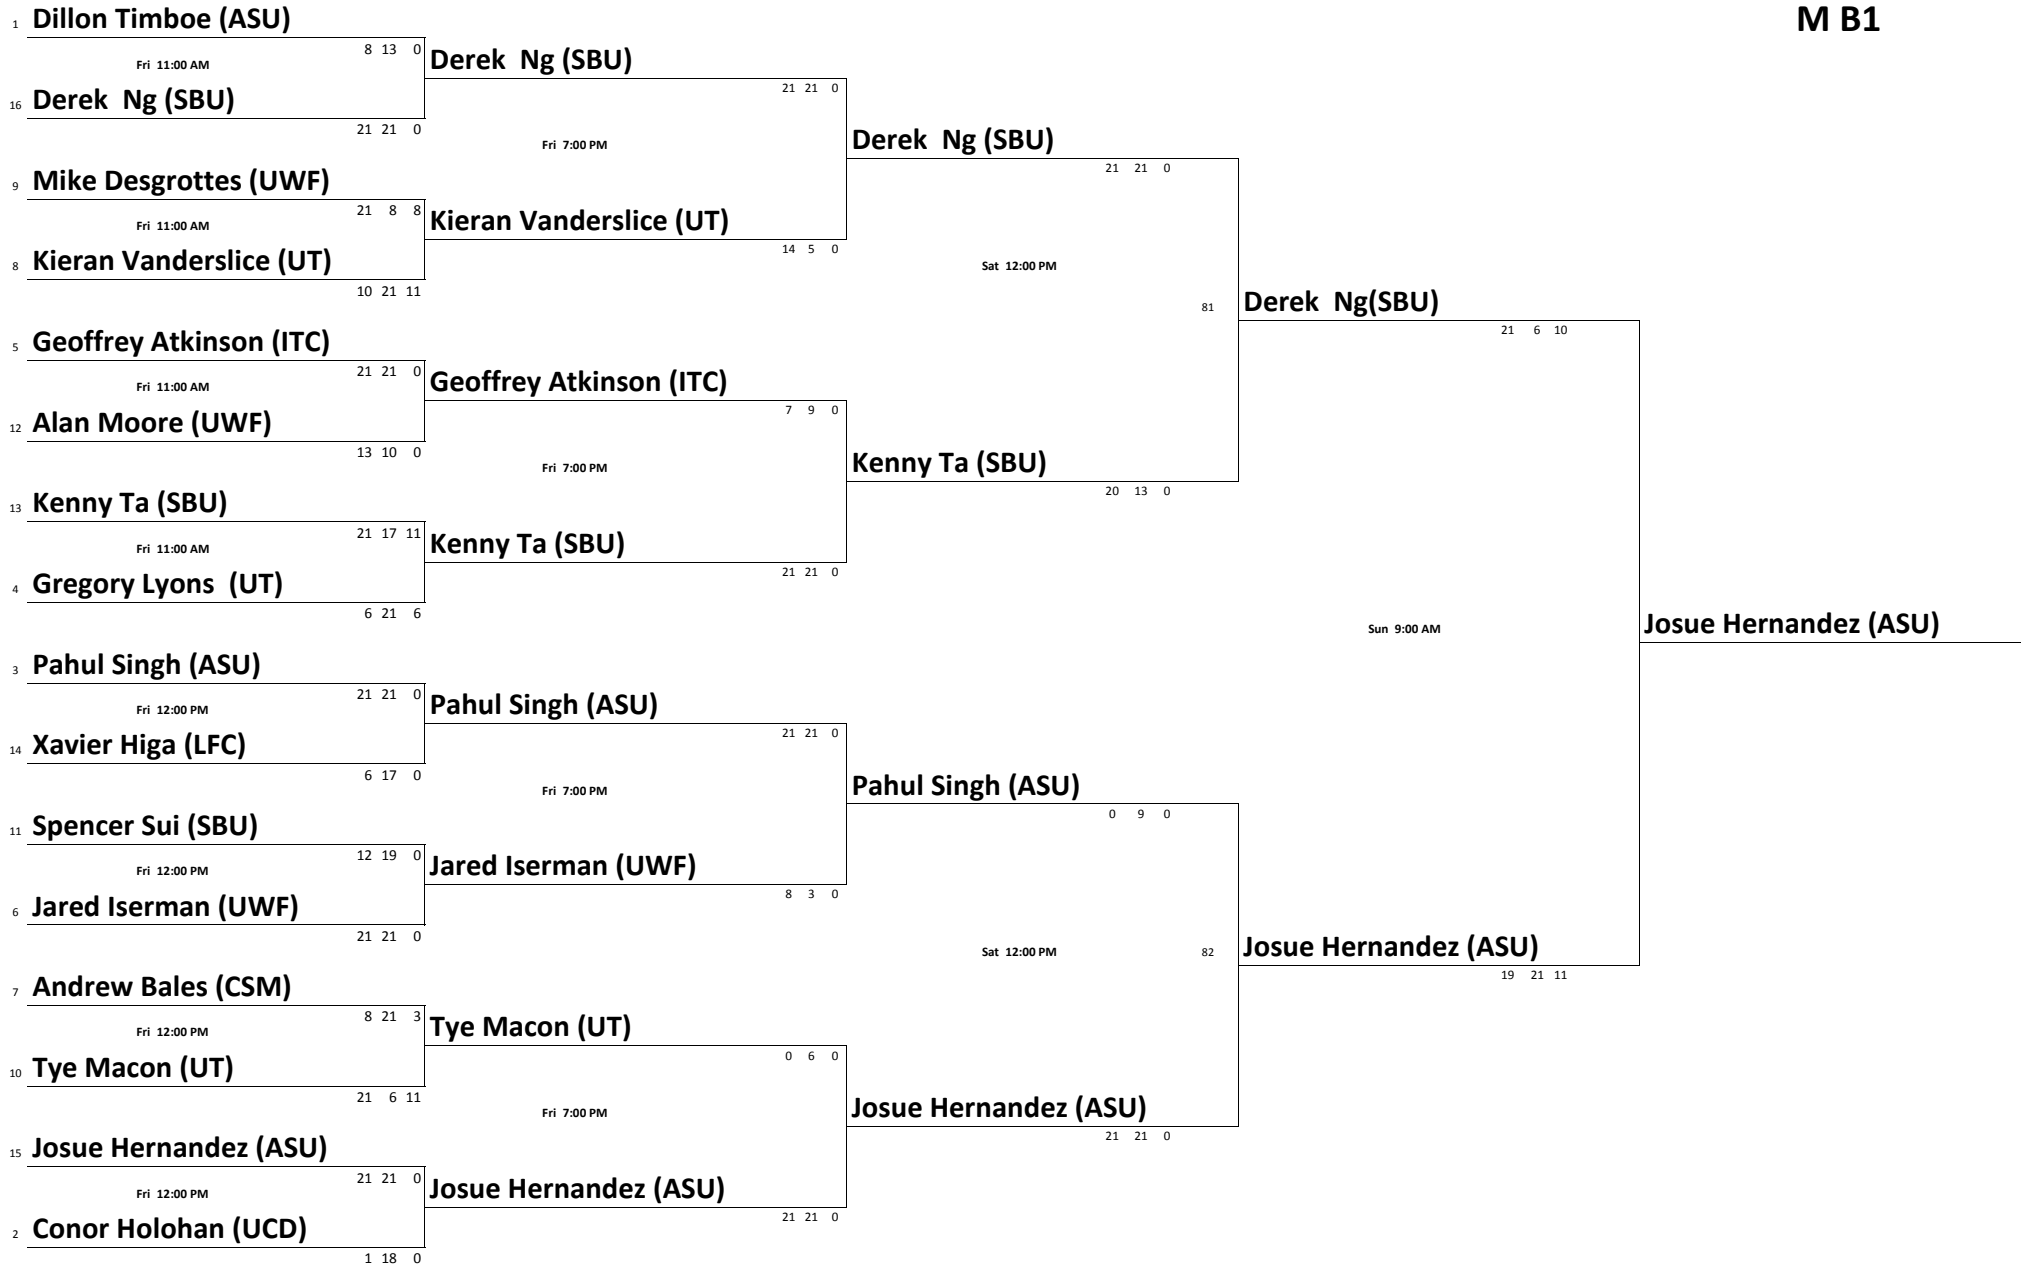 M B1
1 Dillon Timboe (ASU)
8 13 0
Fri 11:00 AM
16 Derek Ng (SBU)
21 21 0
9 Mike Desgrottes (UWF)
21 8 8
Fri 11:00 AM
8 Kieran Vanderslice (UT)
10 21 11
5 Geoffrey Atkinson (ITC)
21 21 0
Fri 11:00 AM
12 Alan Moore (UWF)
13 10 0
13 Kenny Ta (SBU)
21 17 11
Fri 11:00 AM
4 Gregory Lyons (UT)
6 21 6
3 Pahul Singh (ASU)
21 21 0
Fri 12:00 PM
14 Xavier Higa (LFC)
6 17 0
11 Spencer Sui (SBU)
12 19 0
Fri 12:00 PM
6 Jared Iserman (UWF)
21 21 0
7 Andrew Bales (CSM)
8 21 3
Fri 12:00 PM
10 Tye Macon (UT)
21 6 11
15 Josue Hernandez (ASU)
21 21 0
Fri 12:00 PM
2 Conor Holohan (UCD)
1 18 0
Derek Ng (SBU)
21 21 0
Fri 7:00 PM
Kieran Vanderslice (UT)
14 5 0
Geoffrey Atkinson (ITC)
7 9 0
Fri 7:00 PM
Kenny Ta (SBU)
21 21 0
Pahul Singh (ASU)
21 21 0
Fri 7:00 PM
Jared Iserman (UWF)
8 3 0
Tye Macon (UT)
0 6 0
Fri 7:00 PM
Josue Hernandez (ASU)
21 21 0
Derek Ng (SBU)
21 21 0
Sat 12:00 PM
81
Kenny Ta (SBU)
20 13 0
Pahul Singh (ASU)
0 9 0
Sat 12:00 PM
82
Josue Hernandez (ASU)
21 21 0
Derek Ng(SBU)
21 6 10
Sun 9:00 AM
Josue Hernandez (ASU)
19 21 11
Josue Hernandez (ASU)